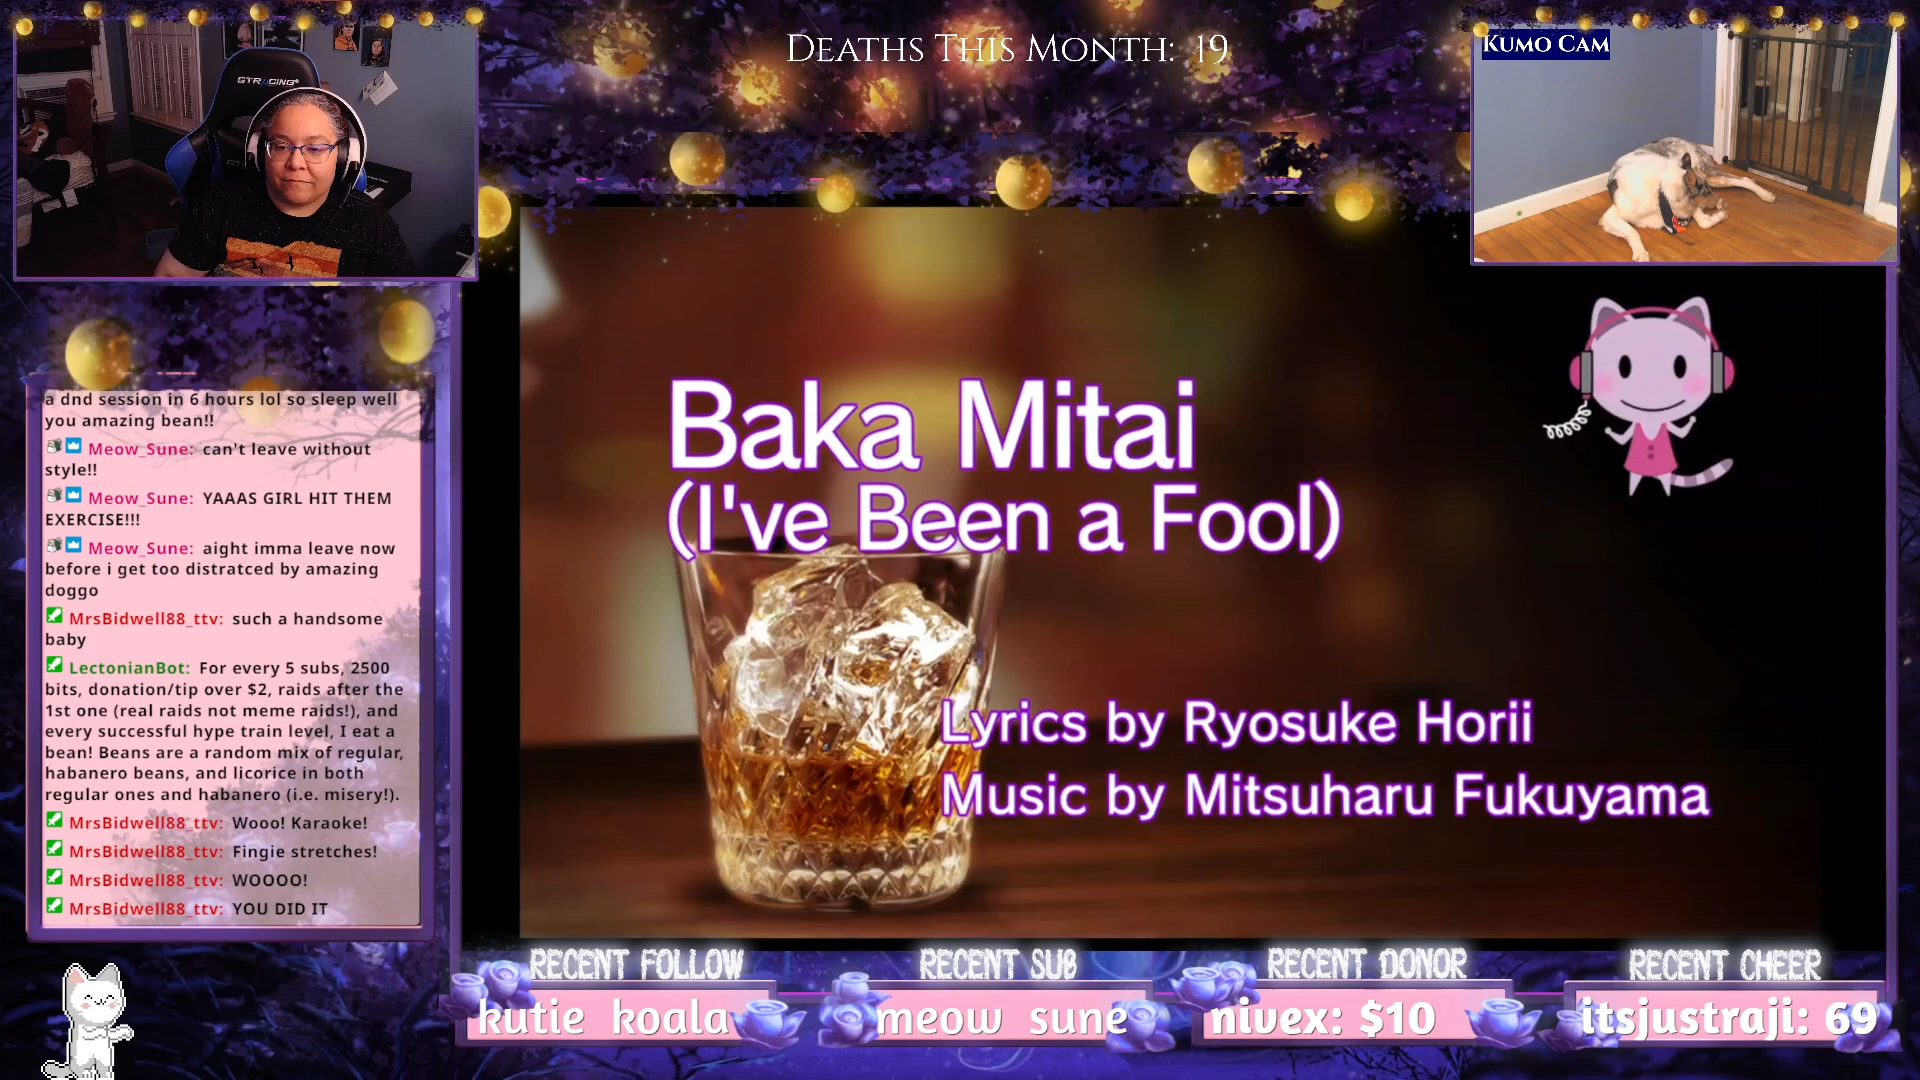 DEATHS THIS MONTH: 19
KUMO CAM
GTRACING
a dnd session in 6 hours lol so sleep well
you amazing bean!!
Meow_Sune: can't leave without
style!!
Meow_Sune: YAAAS GIRL HIT THEM
EXERCISE!!!
Meow_Sune: aight imma leave now
before i get too distratced by amazing
doggo
MrsBidwell88_ttv: such a handsome
baby
LectonianBot: For every 5 subs, 2500
bits, donation/tip over $2, raids after the
1st one (real raids not meme raids!), and
every successful hype train level, I eat a
bean! Beans are a random mix of regular,
habanero beans, and licorice in both
regular ones and habanero (i.e. misery!).
MrsBidwell88_ttv: Wooo! Karaoke!
MrsBidwell88_ttv: Fingie stretches!
MrsBidwell88_ttv: WOOOO!
MrsBidwell88_ttv: YOU DID IT
Baka Mitai
(I've Been a Fool)
Lyrics by Ryosuke Horii
Music by Mitsuharu Fukuyama
RECENT FOLLOW
kutie koala
RECENT SUB
meow sune
RECENT DONOR
nivex: $10
RECENT CHEER
itsjustraji: 69